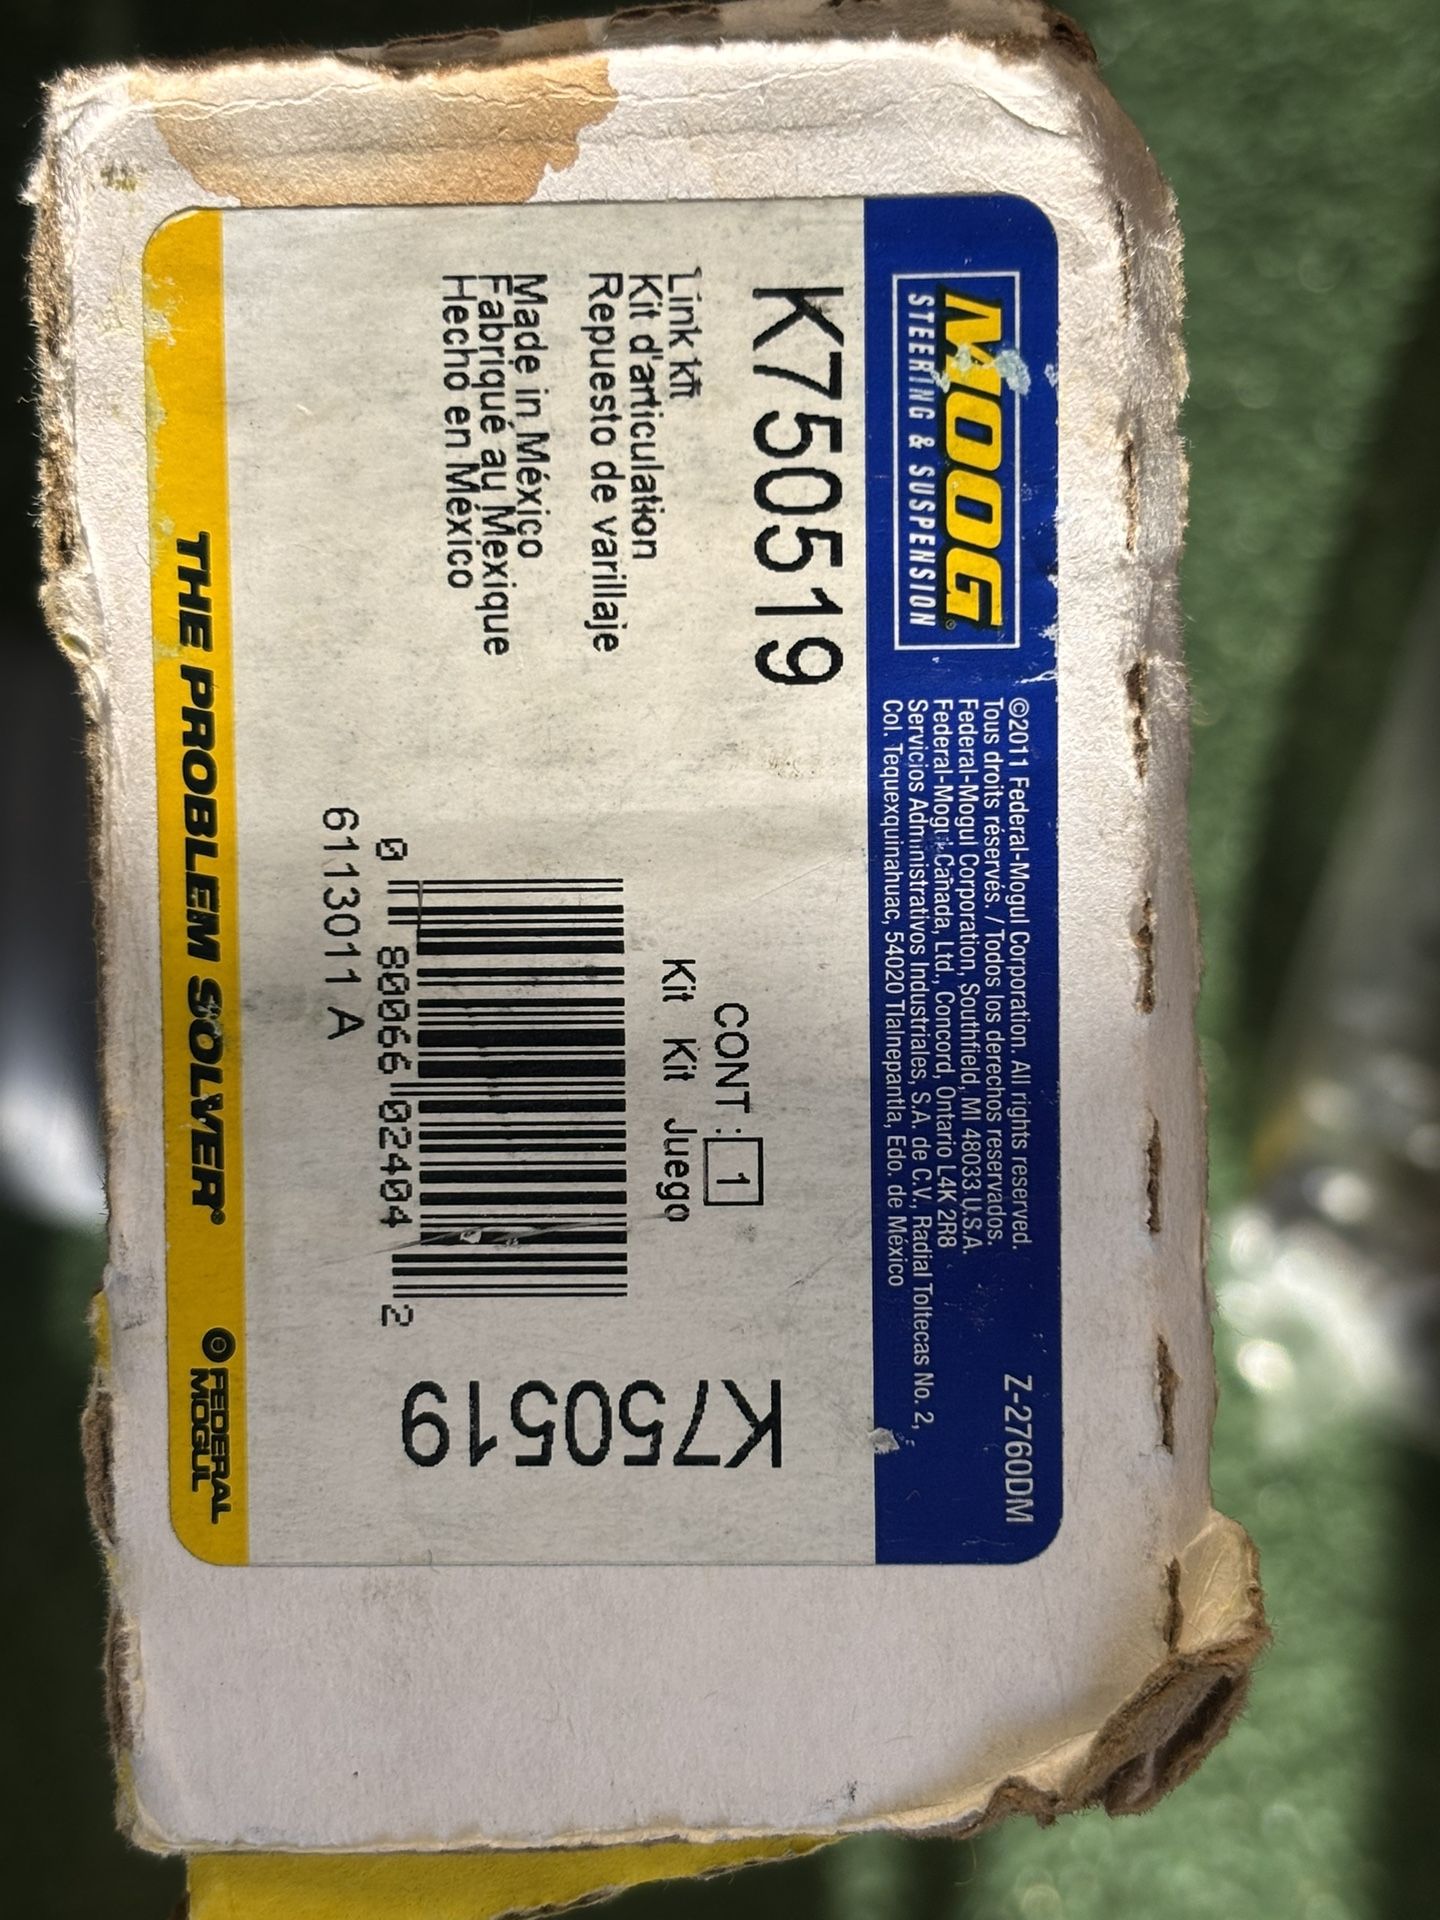 MOOG®
STEERING & SUSPENSION
©2011 Federal-Mogul Corporation. All rights reserved.
Tous droits réservés. / Todos los derechos reservados.
Federal-Mogul Corporation, Southfield, MI 48033 U.S.A.
Federal-Mogul Canada, Ltd, Concord, Ontario L4K 2R8
Servicios Administrativos Industriales, S.A. de C.V., Radial Toltecas No. 2,
Col. Tequexquinahuac, 54020 Tlalnepantla, Edo. de México
Z-2760DM
K750519
Link kit
Kit d'articulation
Repuesto de varillaje
Made in México
Fabriqué au Mexique
Hecho en México
CONT: 1
Kit Kit Juego
0 80066 02404 2
6113011 A
K750519
THE PROBLEM SOLVER®
FEDERAL
MOGUL